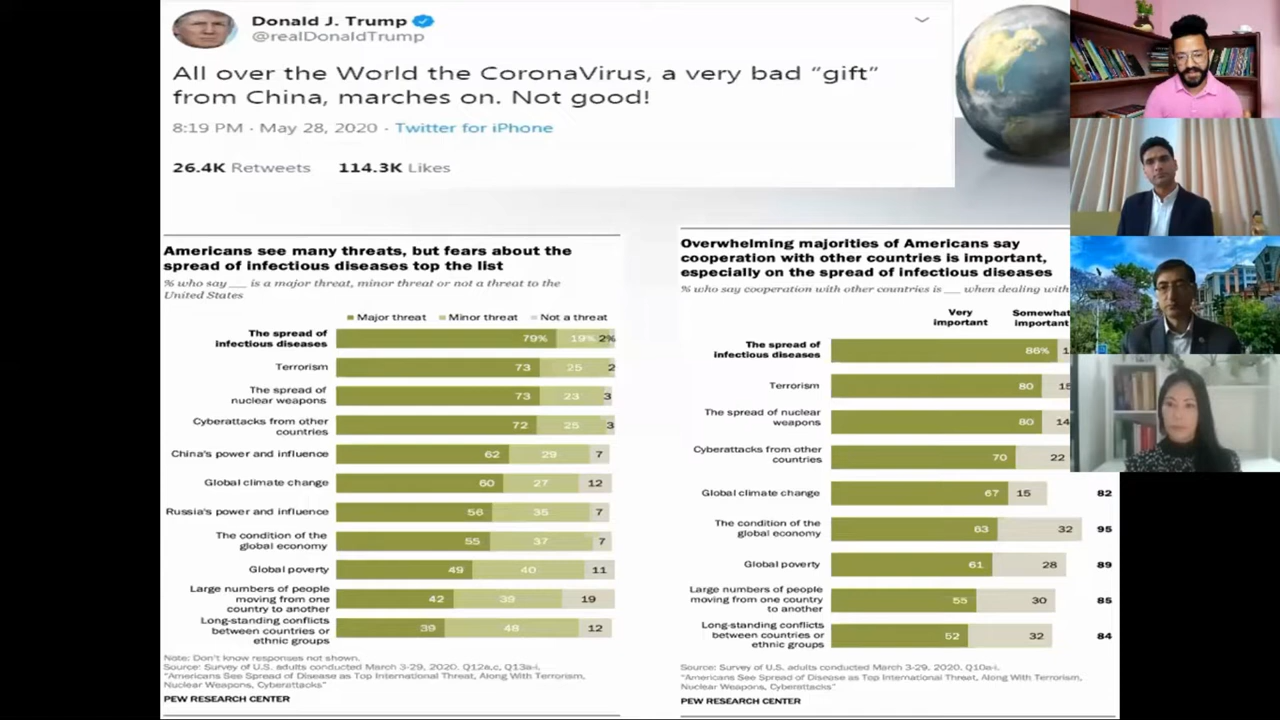 Donald J. Trump
@realDonaldTrump
All over the World the CoronaVirus, a very bad “gift”
from China, marches on. Not good!
8:19 PM · May 28, 2020 · Twitter for iPhone
26.4K Retweets 114.3K Likes
Americans see many threats, but fears about the
spread of infectious diseases top the list
% who say ___ is a major threat, minor threat or not a threat to the
United States
Major threat Minor threat Not a threat
The spread of
infectious diseases
79% 19% 2%
Terrorism 73 25 2
The spread of
nuclear weapons
73 23 3
Cyberattacks from other
countries
72 25 3
China's power and influence 62 29 7
Global climate change 60 27 12
Russia's power and influence 56 35 7
The condition of the
global economy
55 37 7
Global poverty 49 40 11
Large numbers of people
moving from one
country to another
42 39 19
Long-standing conflicts
between countries or
ethnic groups
39 48 12
Note: Don't know responses not shown.
Source: Survey of U.S. adults conducted March 3-29, 2020. Q12a,c, Q13a-i.
"Americans See Spread of Disease as Top International Threat, Along With Terrorism,
Nuclear Weapons, Cyberattacks"
PEW RESEARCH CENTER
Overwhelming majorities of Americans say
cooperation with other countries is important,
especially on the spread of infectious diseases
% who say cooperation with other countries is ___ when dealing with
Very
important
Somewhat
important
The spread of
infectious diseases
86%
Terrorism 80 15
The spread of nuclear
weapons
80 14
Cyberattacks from other
countries
70 22
Global climate change 67 15 82
The condition of the
global economy
63 32 95
Global poverty 61 28 89
Large numbers of people
moving from one country
to another
55 30 85
Long-standing conflicts
between countries or
ethnic groups
52 32 84
Source: Survey of U.S. adults conducted March 3-29, 2020. Q10a-i.
"Americans See Spread of Disease as Top International Threat, Along With Terrorism,
Nuclear Weapons, Cyberattacks"
PEW RESEARCH CENTER